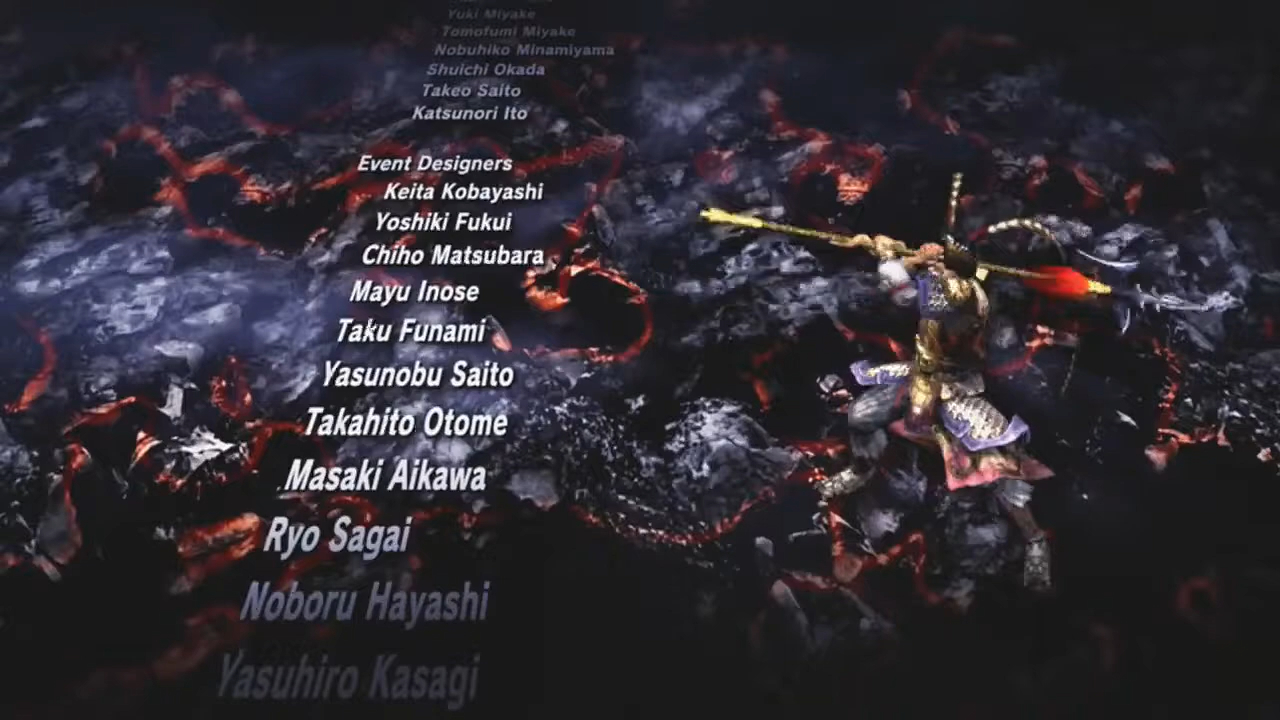 Yuki Miyake
Tomofumi Miyake
Nobuhiko Minamiyama
Shuichi Okada
Takeo Saito
Katsunori Ito
Event Designers
Keita Kobayashi
Yoshiki Fukui
Chiho Matsubara
Mayu Inose
Taku Funami
Yasunobu Saito
Takahito Otome
Masaki Aikawa
Ryo Sagai
Noboru Hayashi
Yasuhiro Kasagi